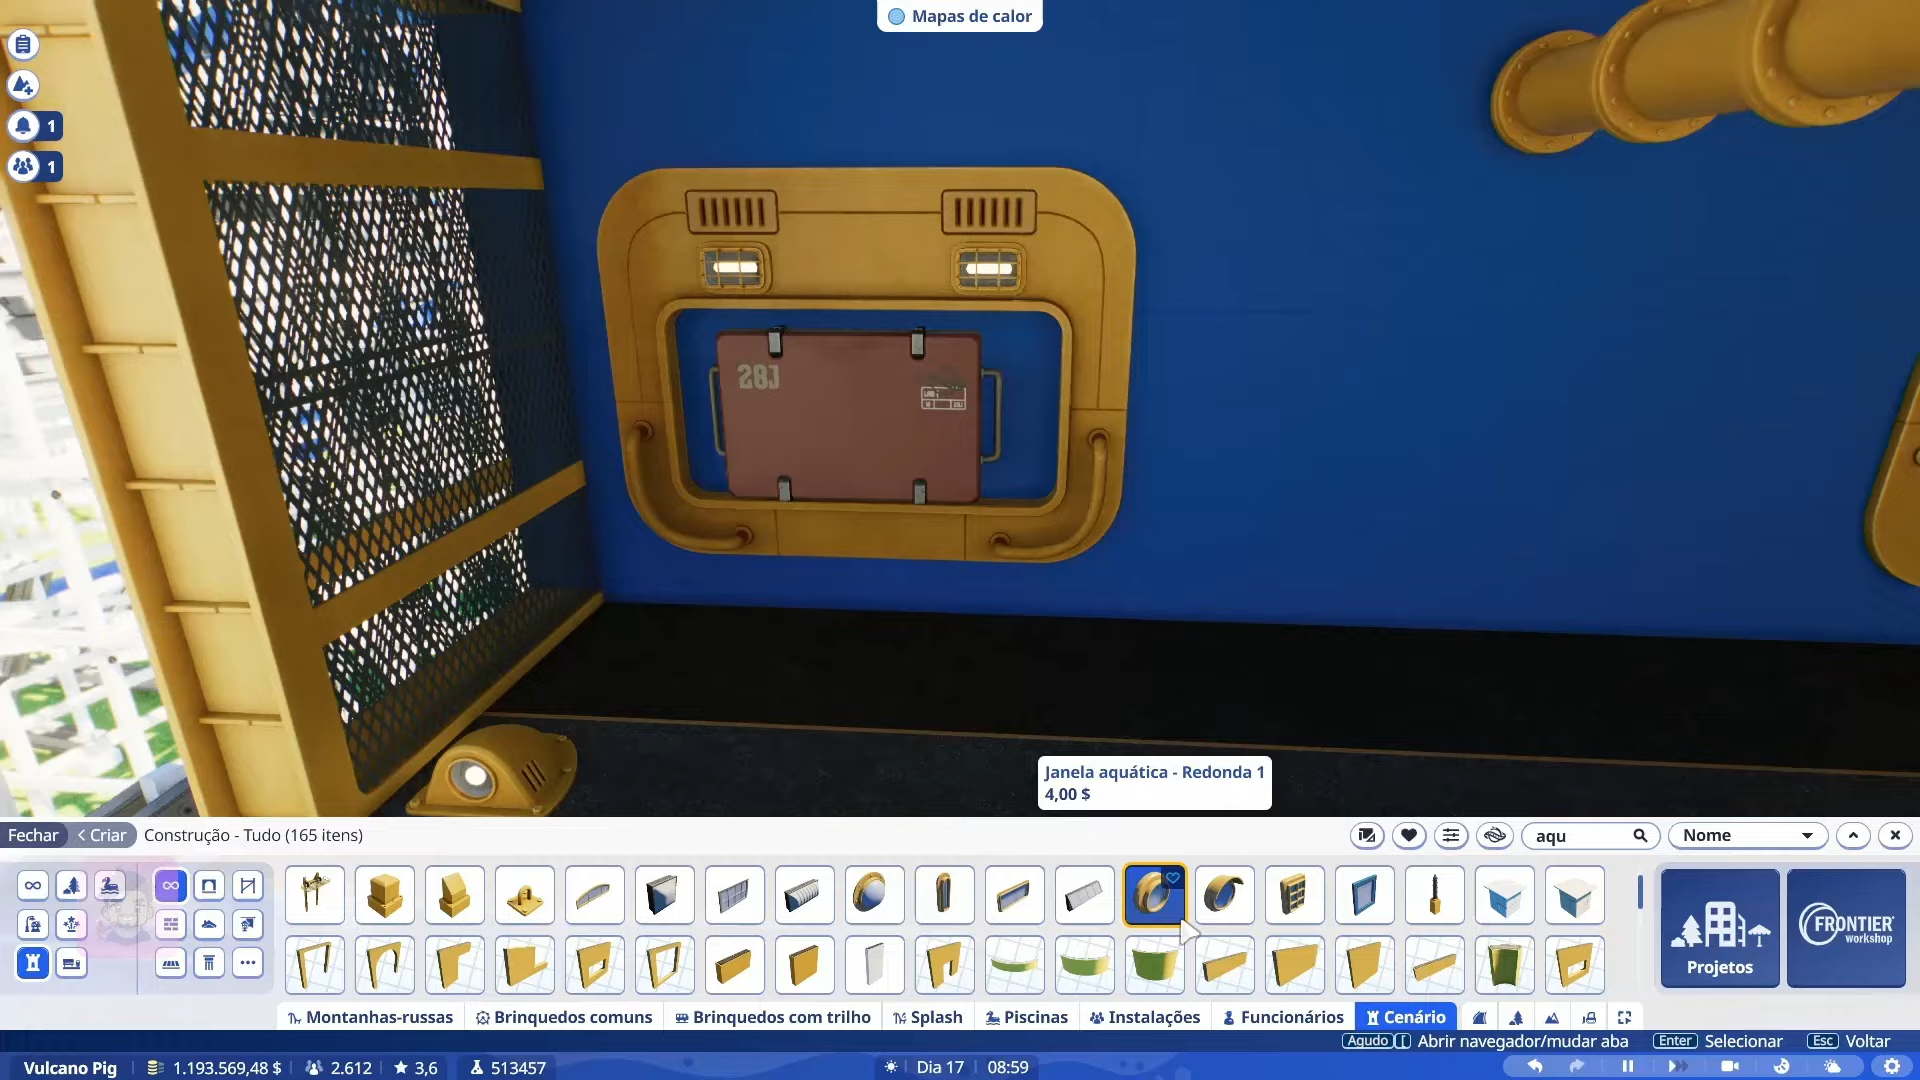 Mapas de calor
1
1
28J
Janela aquática - Redonda 1
4,00 $
Fechar
< Criar
Construção - Tudo (165 itens)
aqu
Nome
Projetos
FRONTIER
workshop
Montanhas-russas
Brinquedos comuns
Brinquedos com trilho
Splash
Piscinas
Instalações
Funcionários
Cenário
Agudo [ Abrir navegador/mudar aba
Enter Selecionar
Esc Voltar
Vulcano Pig
1.193.569,48 $
2.612
3,6
513457
Dia 17
08:59